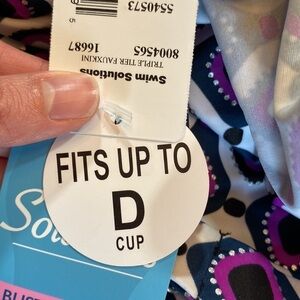 5540573
8004565
16687
TRIPLE TIER FAUXKINI
Swim Solutions
FITS UP TO
D
CUP